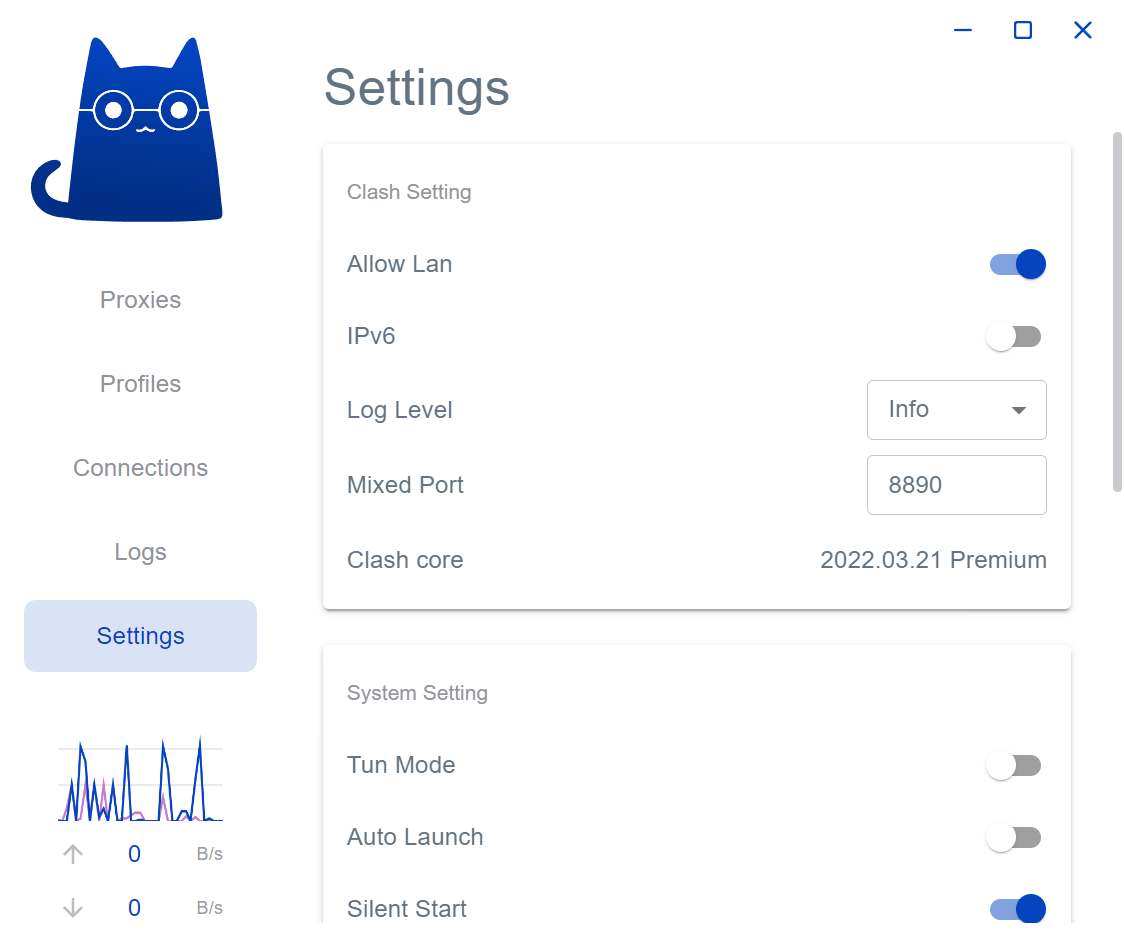 Settings
Clash Setting
Allow Lan
IPv6
Log Level
Info
Mixed Port
8890
Clash core
2022.03.21 Premium
System Setting
Tun Mode
Auto Launch
Silent Start
Proxies
Profiles
Connections
Logs
Settings
0 B/s
0 B/s